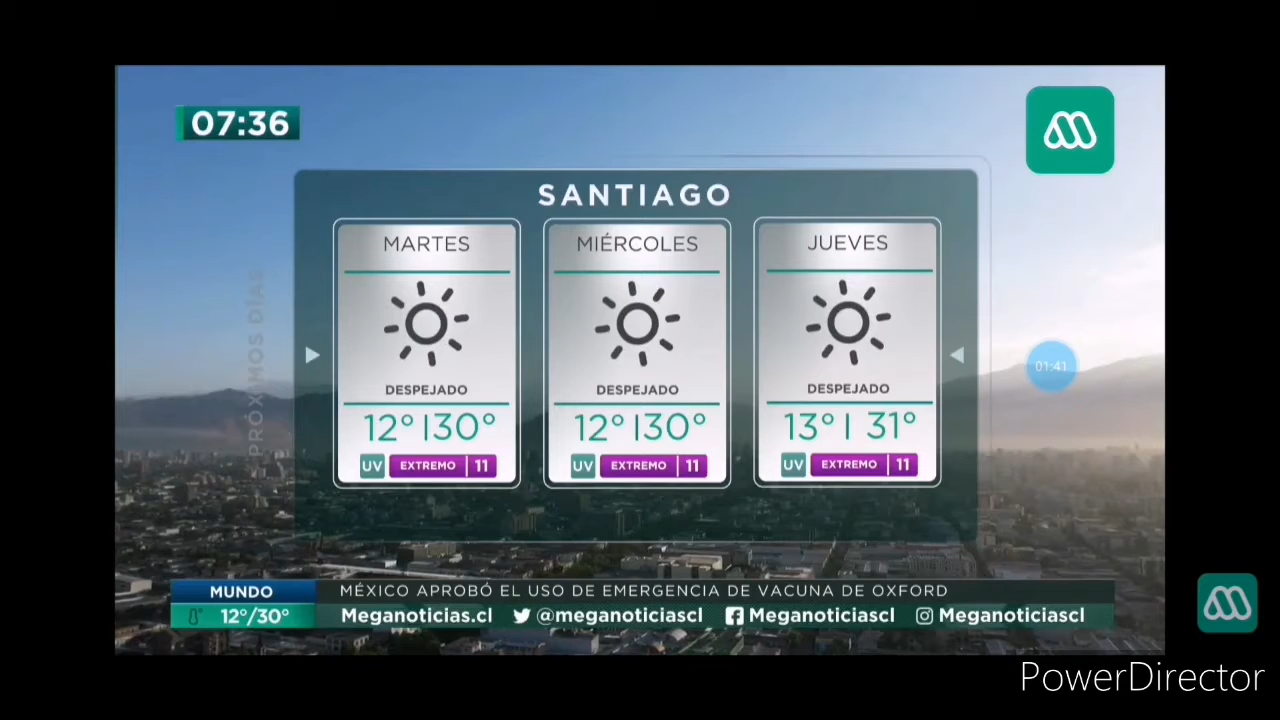 07:36
SANTIAGO
PRÓXIMOS DÍAS
MARTES
DESPEJADO
12° | 30°
UV EXTREMO 11
MIÉRCOLES
DESPEJADO
12° | 30°
UV EXTREMO 11
JUEVES
DESPEJADO
13° | 31°
UV EXTREMO 11
01:41
MUNDO MÉXICO APROBÓ EL USO DE EMERGENCIA DE VACUNA DE OXFORD
12°/30° Meganoticias.cl @meganoticiascl Meganoticiascl Meganoticiascl
PowerDirector